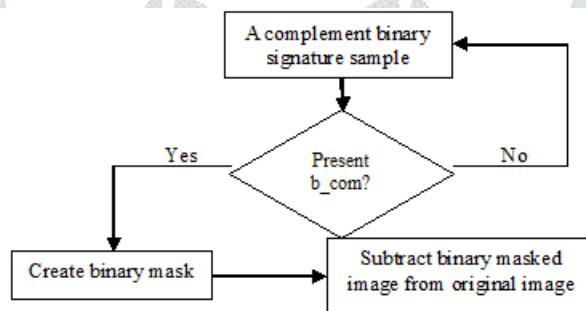 A complement binary
signature sample
Yes
Present
b_com?
No
Create binary mask
Subtract binary masked
image from original image